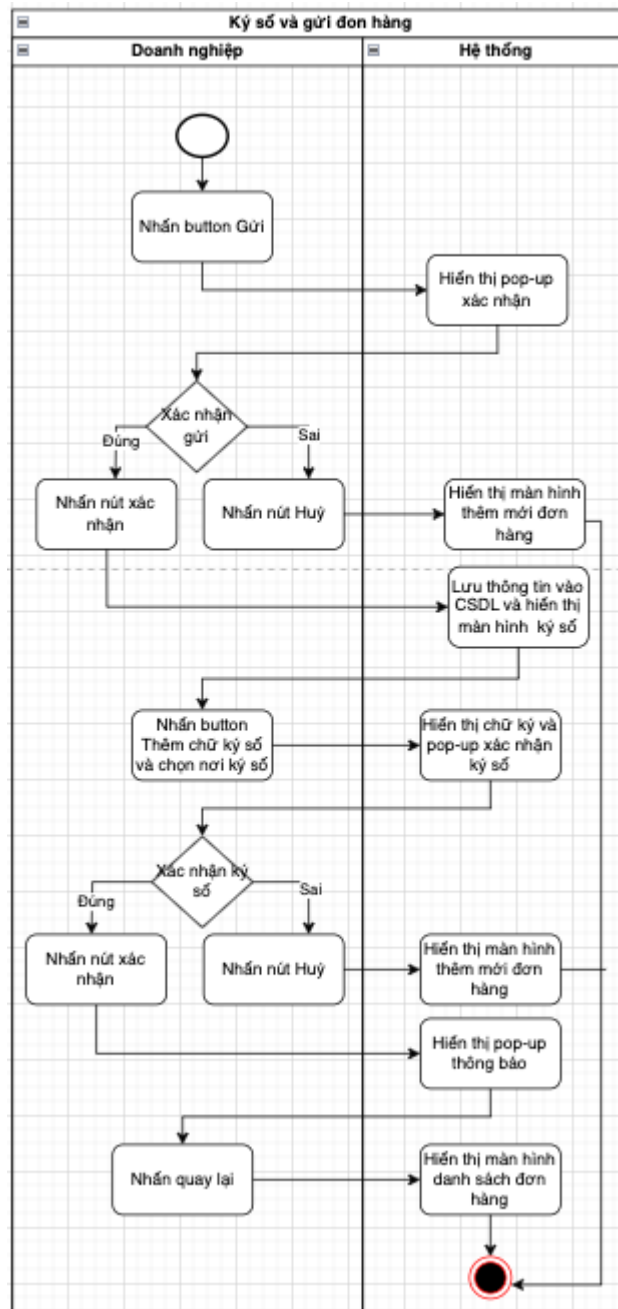 Ký số và gửi đơn hàng
Doanh nghiệp
Hệ thống
Nhấn button Gửi
Hiển thị pop-up
xác nhận
Xác nhận
gửi
Đúng
Sai
Nhấn nút xác
nhận
Nhấn nút Huỷ
Hiển thị màn hình
thêm mới đơn
hàng
Lưu thông tin vào
CSDL và hiển thị
màn hình ký số
Nhấn button
Thêm chữ ký số
và chọn nơi ký số
Hiển thị chữ ký và
pop-up xác nhận
ký số
Xác nhận ký
số
Đúng
Sai
Nhấn nút xác
nhận
Nhấn nút Huỷ
Hiển thị màn hình
thêm mới đơn
hàng
Hiển thị pop-up
thông báo
Nhấn quay lại
Hiển thị màn hình
danh sách đơn
hàng